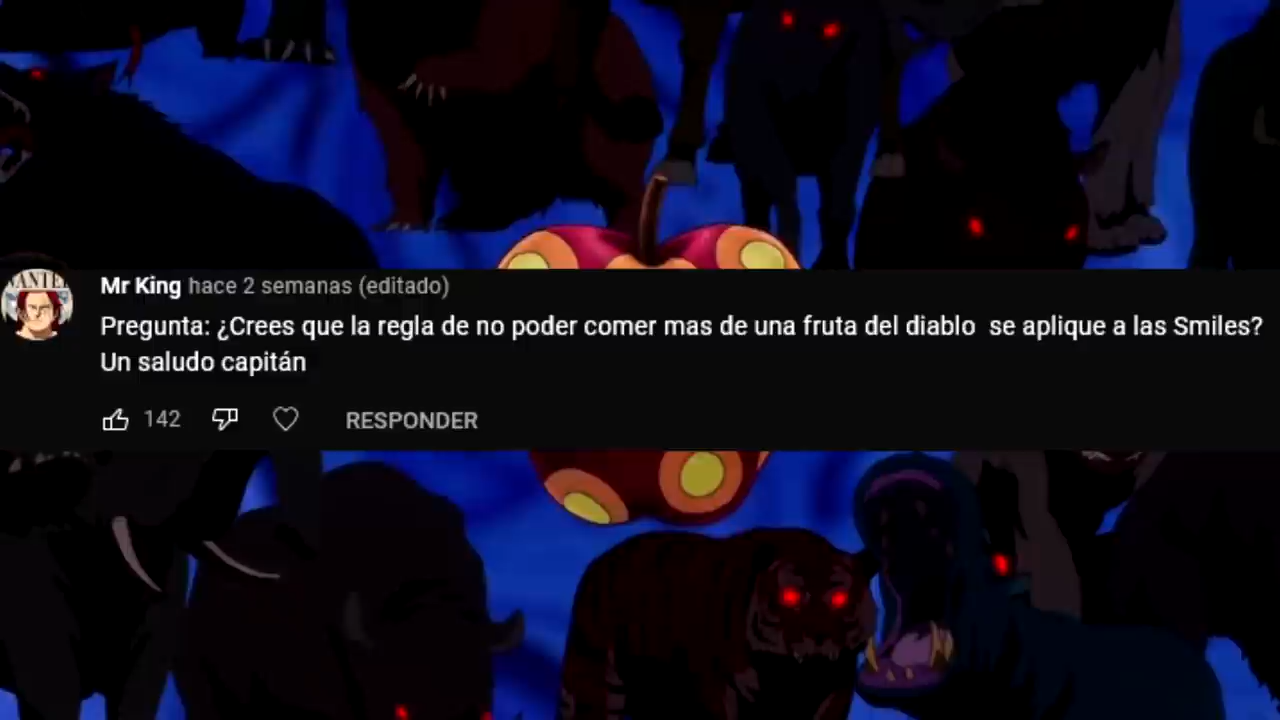 WANTED
Mr King hace 2 semanas (editado)
Pregunta: ¿Crees que la regla de no poder comer mas de una fruta del diablo se aplique a las Smiles?
Un saludo capitán
142 RESPONDER